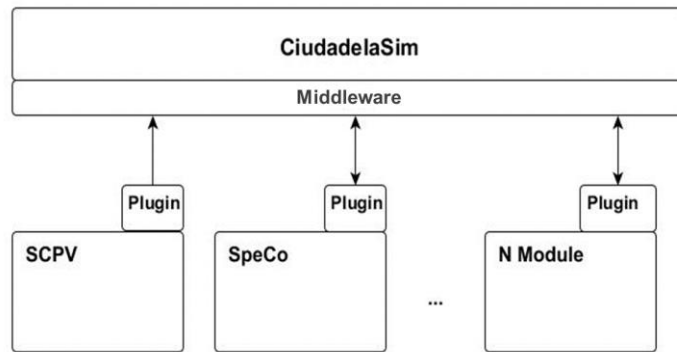 CiudadelaSim
Middleware
Plugin
Plugin
Plugin
SCPV
SpeCo
N Module
...